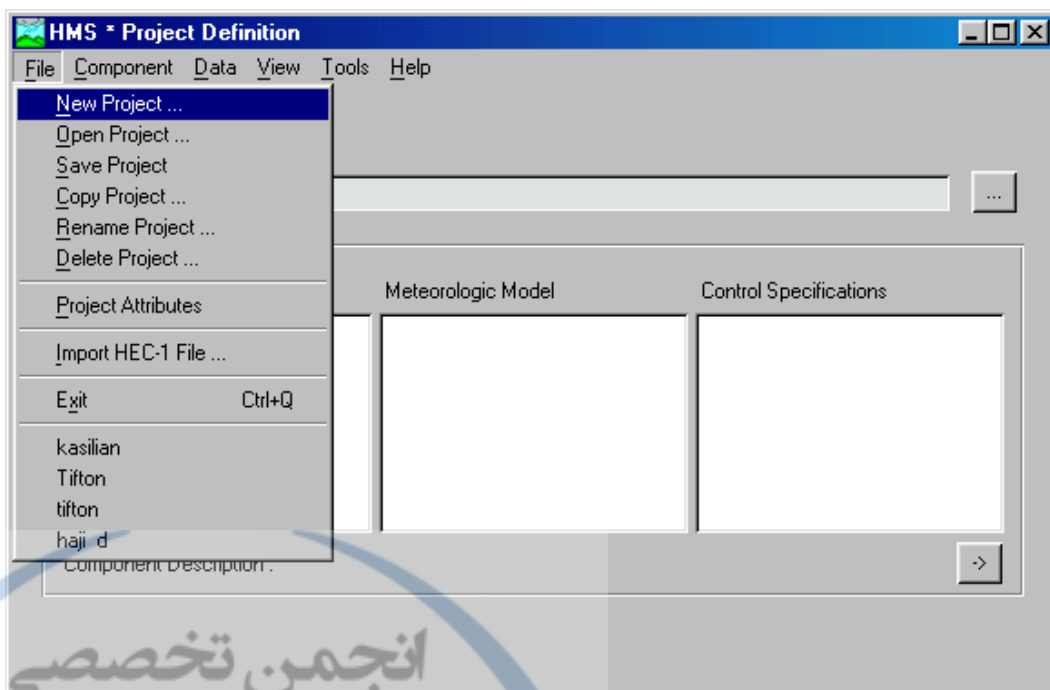 HMS * Project Definition
File Component Data View Tools Help
New Project ...
Open Project ...
Save Project
Copy Project ...
Rename Project ...
Delete Project ...
Project Attributes
Import HEC-1 File ...
Exit Ctrl+Q
kasilian
Tifton
tifton
haji d
...
Meteorologic Model
Control Specifications
Component Description :
->
انجمن تخصصی